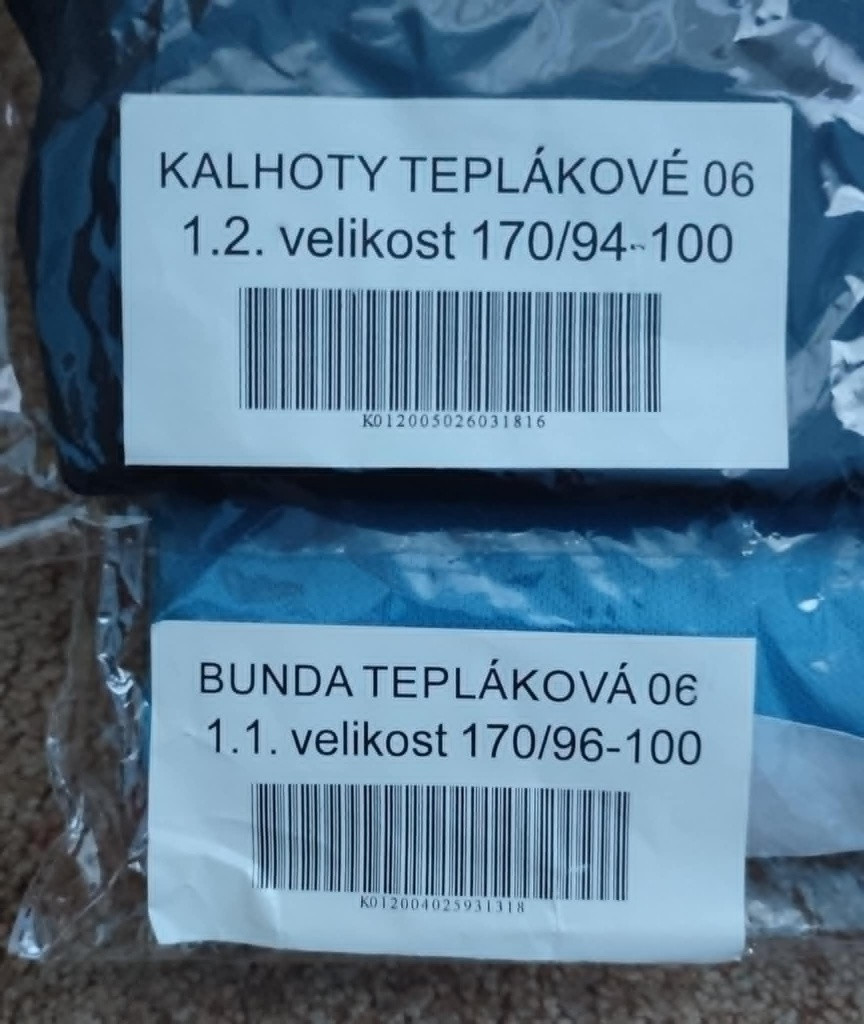 KALHOTY TEPLÁKOVÉ 06
1.2. velikost 170/94-100
K012005026031816
BUNDA TEPLÁKOVÁ 06
1.1. velikost 170/96-100
K012004025931318